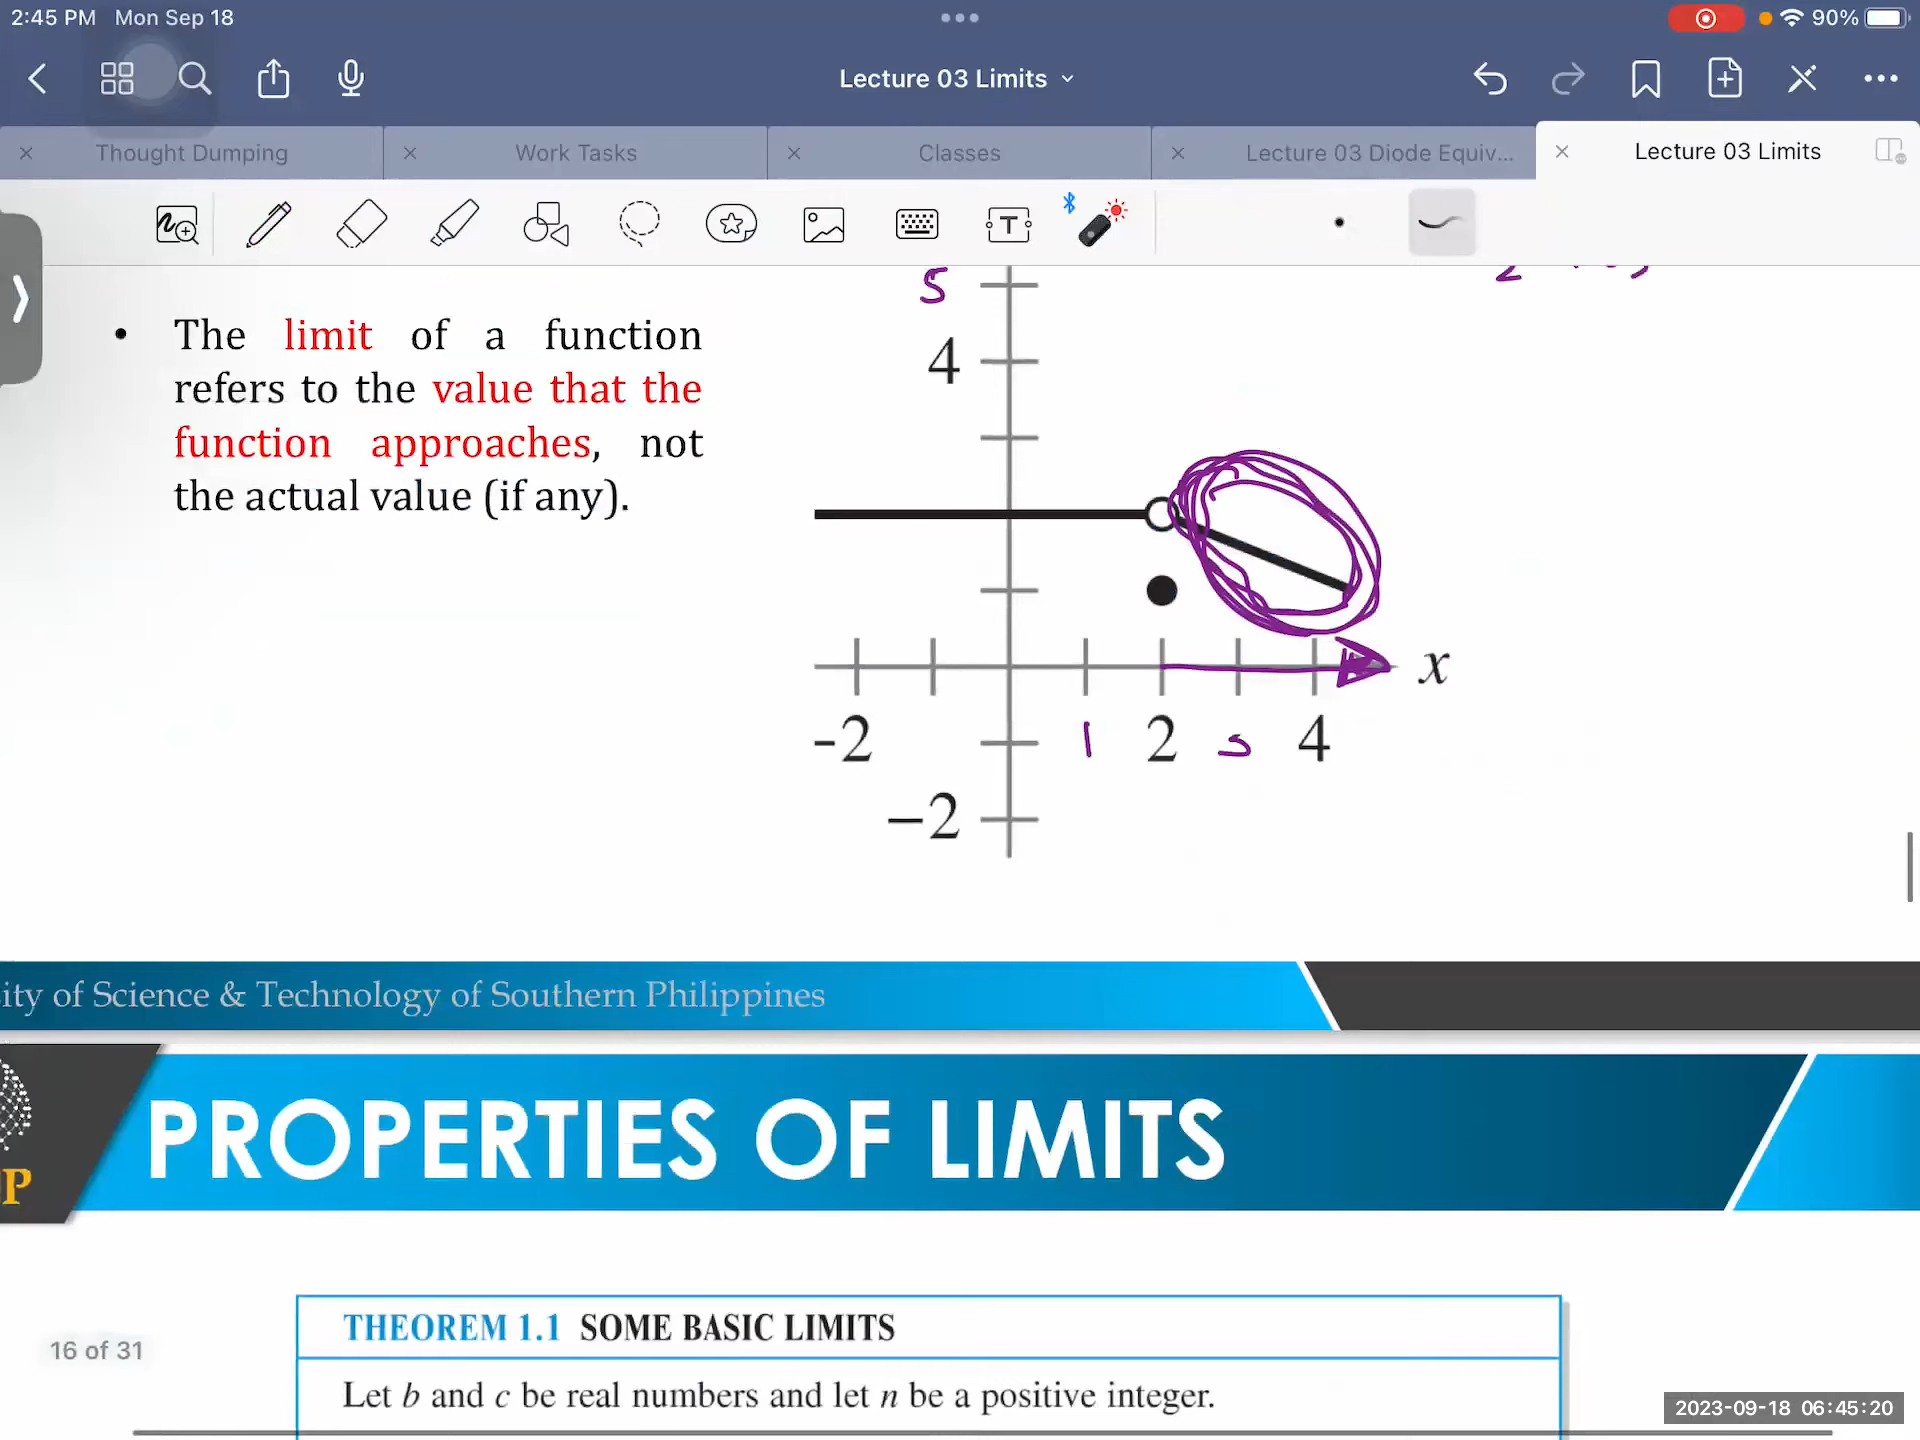 2:45 PM Mon Sep 18
90%
Lecture 03 Limits
Thought Dumping
Work Tasks
Classes
Lecture 03 Diode Equiv...
Lecture 03 Limits
T
• The limit of a function
refers to the value that the
function approaches, not
the actual value (if any).
5
4
x
-2
1
2
4
−2
ity of Science & Technology of Southern Philippines
P
PROPERTIES OF LIMITS
16 of 31
THEOREM 1.1 SOME BASIC LIMITS
Let b and c be real numbers and let n be a positive integer.
2023-09-18 06:45:20